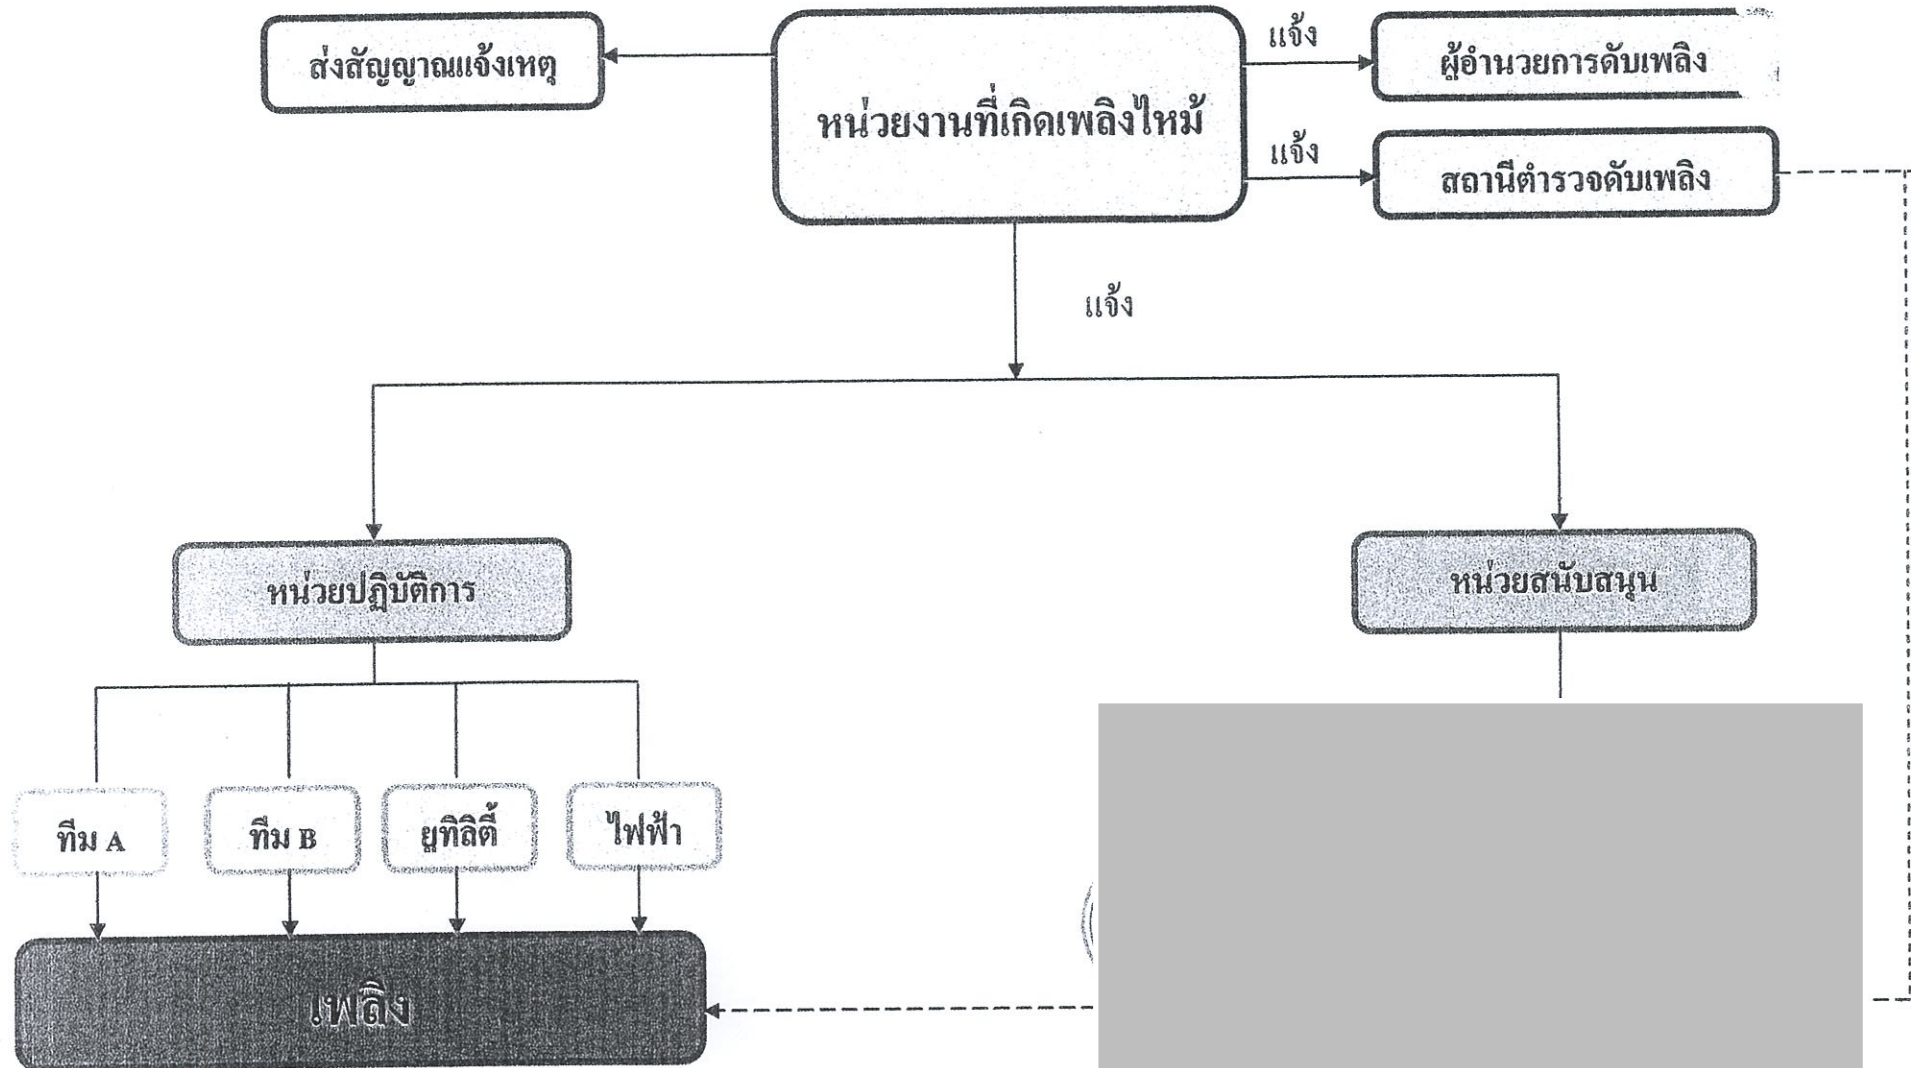 ส่งสัญญาณแจ้งเหตุ
หน่วยงานที่เกิดเพลิงไหม้
แจ้ง
ผู้อำนวยการดับเพลิง
แจ้ง
สถานีตำรวจดับเพลิง
แจ้ง
หน่วยปฏิบัติการ
หน่วยสนับสนุน
ทีม A
ทีม B
ยูทิลิตี้
ไฟฟ้า
เพลิง